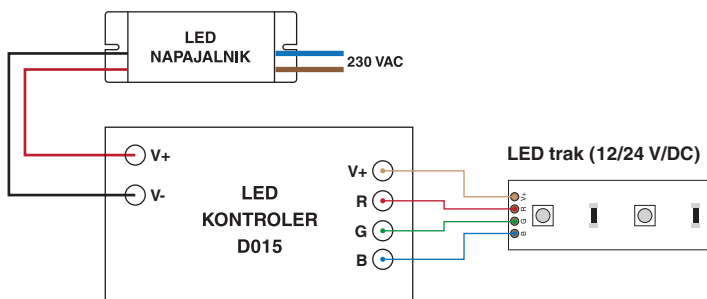 LED
NAPAJALNIK
230 VAC
V+
V-
LED
KONTROLER
D015
V+
R
G
B
LED trak (12/24 V/DC)
V+
R
G
B